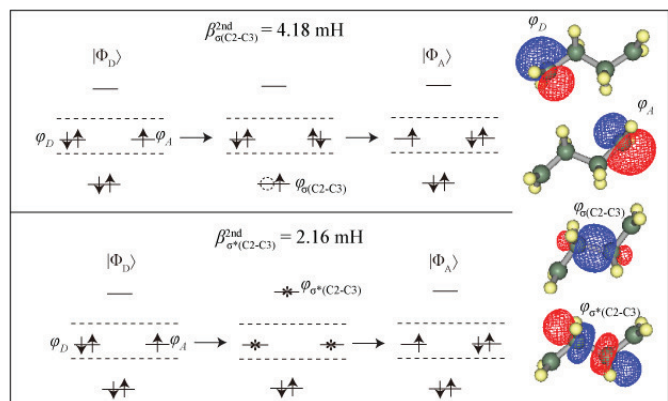 β^2nd_σ(C2-C3) = 4.18 mH
|Φ_D⟩ |Φ_A⟩
φ_D φ_A
φ_σ(C2-C3)
β^2nd_σ*(C2-C3) = 2.16 mH
|Φ_D⟩ φ_σ*(C2-C3) |Φ_A⟩
φ_D φ_A
φ_D
φ_A
φ_σ(C2-C3)
φ_σ*(C2-C3)